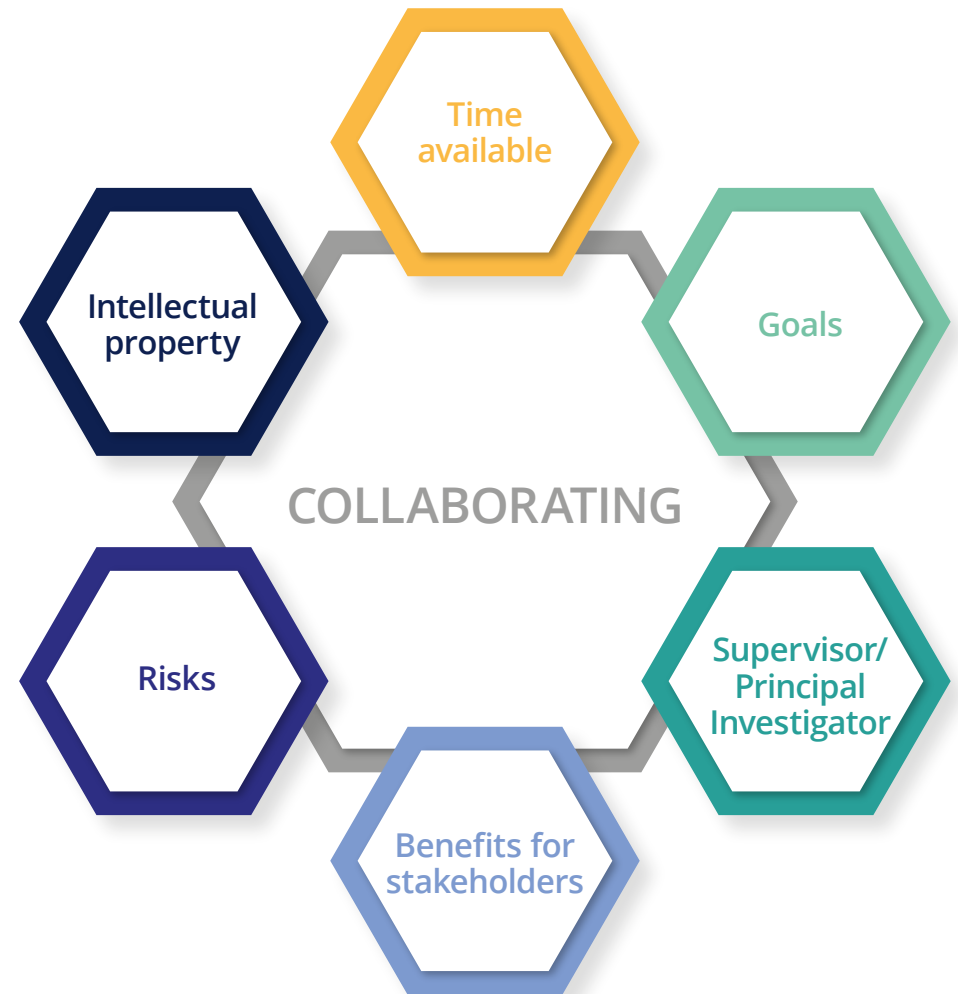 Time
available
Intellectual
property
Goals
COLLABORATING
Risks
Supervisor/
Principal
Investigator
Benefits for
stakeholders